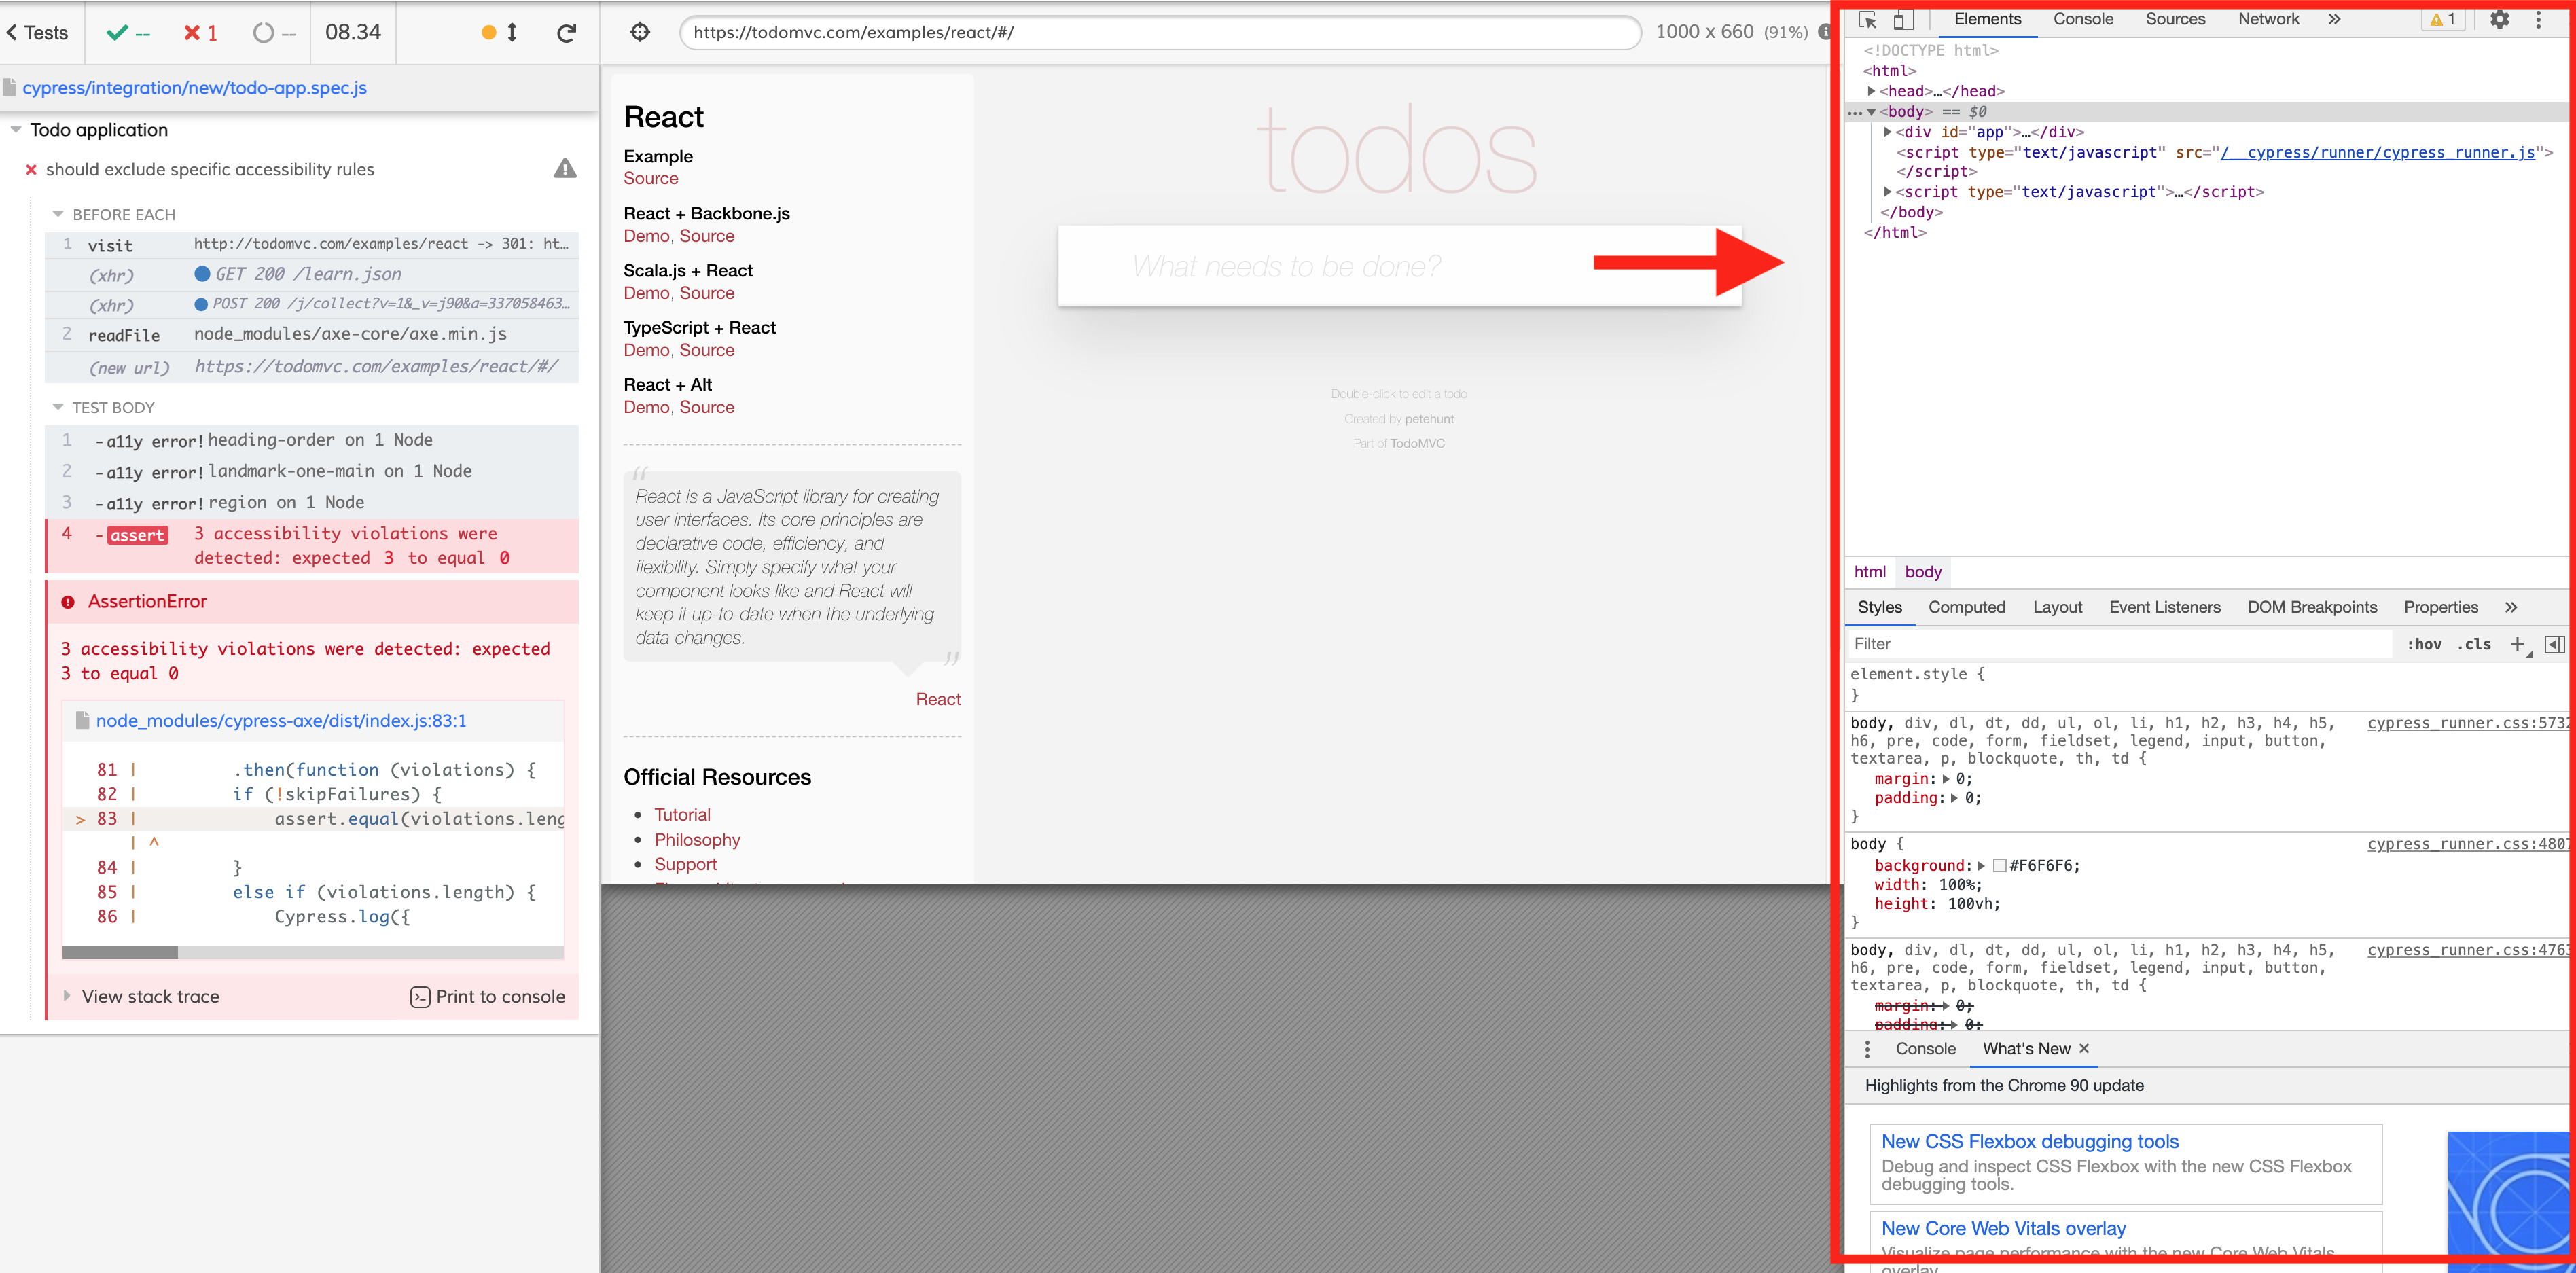 Tests
--
1
--
08.34
https://todomvc.com/examples/react/#/
1000 x 660 (91%)
cypress/integration/new/todo-app.spec.js
Todo application
should exclude specific accessibility rules
BEFORE EACH
1 visit http://todomvc.com/examples/react -> 301: ht…
(xhr) GET 200 /learn.json
(xhr) POST 200 /j/collect?v=1&_v=j90&a=337058463…
2 readFile node_modules/axe-core/axe.min.js
(new url) https://todomvc.com/examples/react/#/
TEST BODY
1 -a11y error! heading-order on 1 Node
2 -a11y error! landmark-one-main on 1 Node
3 -a11y error! region on 1 Node
4 -assert 3 accessibility violations were
detected: expected 3 to equal 0
AssertionError
3 accessibility violations were detected: expected
3 to equal 0
node_modules/cypress-axe/dist/index.js:83:1
81 | .then(function (violations) {
82 | if (!skipFailures) {
> 83 | assert.equal(violations.leng
| ^
84 | }
85 | else if (violations.length) {
86 | Cypress.log({
View stack trace
Print to console
React
Example
Source
React + Backbone.js
Demo, Source
Scala.js + React
Demo, Source
TypeScript + React
Demo, Source
React + Alt
Demo, Source
“
React is a JavaScript library for creating
user interfaces. Its core principles are
declarative code, efficiency, and
flexibility. Simply specify what your
component looks like and React will
keep it up-to-date when the underlying
data changes.
”
React
Official Resources
Tutorial
Philosophy
Support
todos
What needs to be done?
Double-click to edit a todo
Created by petehunt
Part of TodoMVC
Elements Console Sources Network » 1
<!DOCTYPE html>
<html>
<head>…</head>
… <body> == $0
<div id="app">…</div>
<script type="text/javascript" src="/__cypress/runner/cypress_runner.js">
</script>
<script type="text/javascript">…</script>
</body>
</html>
html body
Styles Computed Layout Event Listeners DOM Breakpoints Properties »
Filter :hov .cls +
element.style {
}
body, div, dl, dt, dd, ul, ol, li, h1, h2, h3, h4, h5, cypress_runner.css:5732
h6, pre, code, form, fieldset, legend, input, button,
textarea, p, blockquote, th, td {
margin: 0;
padding: 0;
}
body { cypress_runner.css:4807
background: #F6F6F6;
width: 100%;
height: 100vh;
}
body, div, dl, dt, dd, ul, ol, li, h1, h2, h3, h4, h5, cypress_runner.css:4763
h6, pre, code, form, fieldset, legend, input, button,
textarea, p, blockquote, th, td {
margin: 0;
padding: 0;
Console What's New ×
Highlights from the Chrome 90 update
New CSS Flexbox debugging tools
Debug and inspect CSS Flexbox with the new CSS Flexbox
debugging tools.
New Core Web Vitals overlay
Visualize page performance with the new Core Web Vitals
overlay